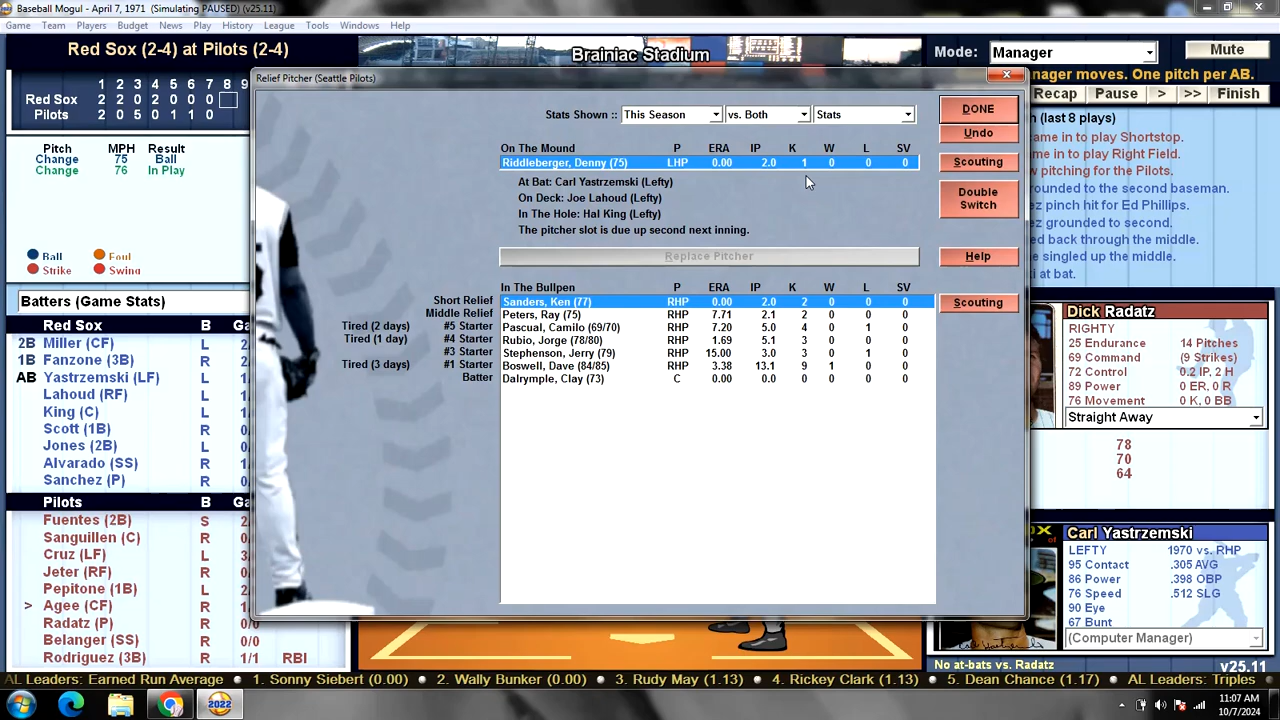 Baseball Mogul - April 7, 1971 (Simulating PAUSED) (v25.11)
Game Team Players Budget News Play History League Tools Windows Help
Red Sox (2-4) at Pilots (2-4)
1 2 3 4 5 6 7 8 9
Red Sox 2 2 0 2 0 0 0
Pilots 2 0 5 0 1 1 0
Brainiac Stadium
Mode: Manager Mute
nager moves. One pitch per AB.
Recap Pause > >> Finish
Pitch MPH Result
Change 75 Ball
Change 76 In Play
Ball Foul
Strike Swing
Batters (Game Stats)
Red Sox B Ga
2B Miller (CF) L 2
1B Fanzone (3B) R
AB Yastrzemski (LF) L 1
Lahoud (RF) L
King (C) L
Scott (1B) R 0
Jones (2B) L
Alvarado (SS) R
Sanchez (P) R
Pilots B Ga
Fuentes (2B) S 2
Sanguillen (C) R 0
Cruz (LF) L 3
Jeter (RF) R
Pepitone (1B) L 2
> Agee (CF) R 1
Radatz (P) R 0/0
Belanger (SS) R 0/0
Rodriguez (3B) R 1/1 RBI
Relief Pitcher (Seattle Pilots)
Stats Shown :: This Season vs. Both Stats
On The Mound P ERA IP K W L SV
Riddleberger, Denny (75) LHP 0.00 2.0 1 0 0 0
At Bat: Carl Yastrzemski (Lefty)
On Deck: Joe Lahoud (Lefty)
In The Hole: Hal King (Lefty)
The pitcher slot is due up second next inning.
Replace Pitcher
In The Bullpen P ERA IP K W L SV
Short Relief Sanders, Ken (77) RHP 0.00 2.0 2 0 0 0
Middle Relief Peters, Ray (75) RHP 7.71 2.1 2 0 0 0
Tired (2 days) #5 Starter Pascual, Camilo (69/70) RHP 7.20 5.0 4 0 1 0
Tired (1 day) #4 Starter Rubio, Jorge (78/80) RHP 1.69 5.1 3 0 0 0
#3 Starter Stephenson, Jerry (79) RHP 15.00 3.0 3 0 1 0
Tired (3 days) #1 Starter Boswell, Dave (84/85) RHP 3.38 13.1 9 1 0 0
Batter Dalrymple, Clay (73) C 0.00 0.0 0 0 0 0
DONE
Undo
Scouting
Double
Switch
Help
Scouting
(last 8 plays)
came in to play Shortstop.
came in to play Right Field.
w pitching for the Pilots.
rounded to the second baseman.
ez pinch hit for Ed Phillips.
ez grounded to second.
ed back through the middle.
e singled up the middle.
ki at bat.
Dick Radatz
RIGHTY
25 Endurance 14 Pitches
69 Command (9 Strikes)
72 Control 0.2 IP, 2 H
89 Power 0 ER, 0 R
76 Movement 0 K, 0 BB
Straight Away
78
70
64
Carl Yastrzemski
LEFTY 1970 vs. RHP
95 Contact .305 AVG
86 Power .398 OBP
76 Speed .512 SLG
90 Eye
67 Bunt
(Computer Manager)
No at-bats vs. Radatz v25.11
AL Leaders: Earned Run Average 1. Sonny Siebert (0.00) 2. Wally Bunker (0.00) 3. Rudy May (1.13) 4. Rickey Clark (1.13) 5. Dean Chance (1.17) AL Leaders: Triples
2022
11:07 AM
10/7/2024